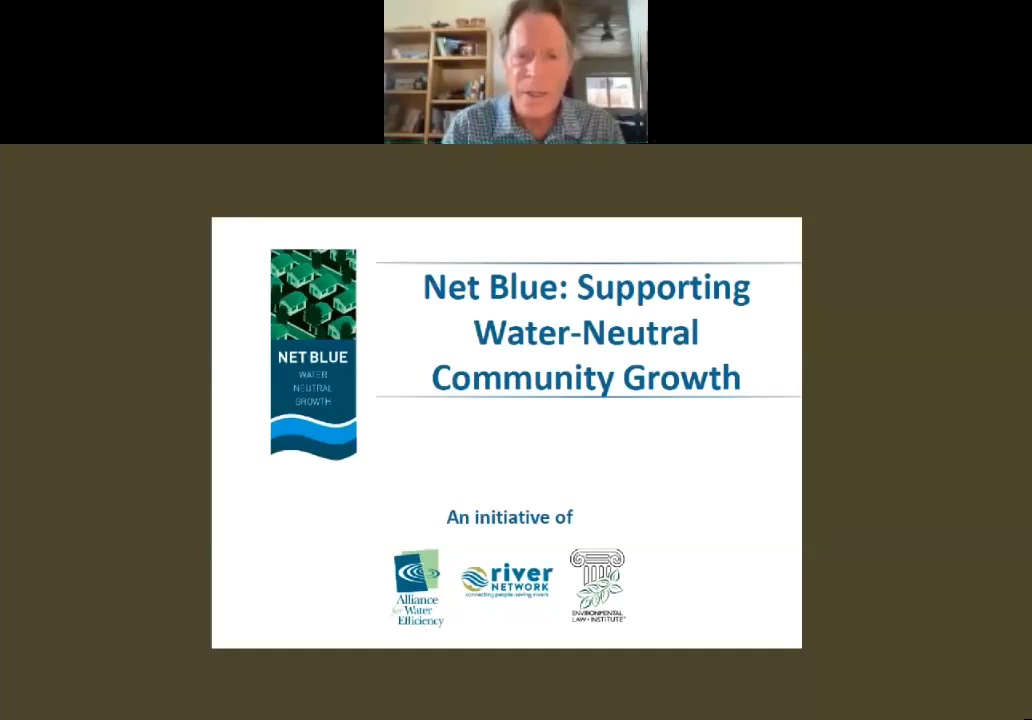 Net Blue: Supporting
Water-Neutral
Community Growth
NET BLUE
WATER
NEUTRAL
GROWTH
An initiative of
Alliance
for Water
Efficiency
river
NETWORK
connecting people, saving rivers
ENVIRONMENTAL
LAW • INSTITUTE®